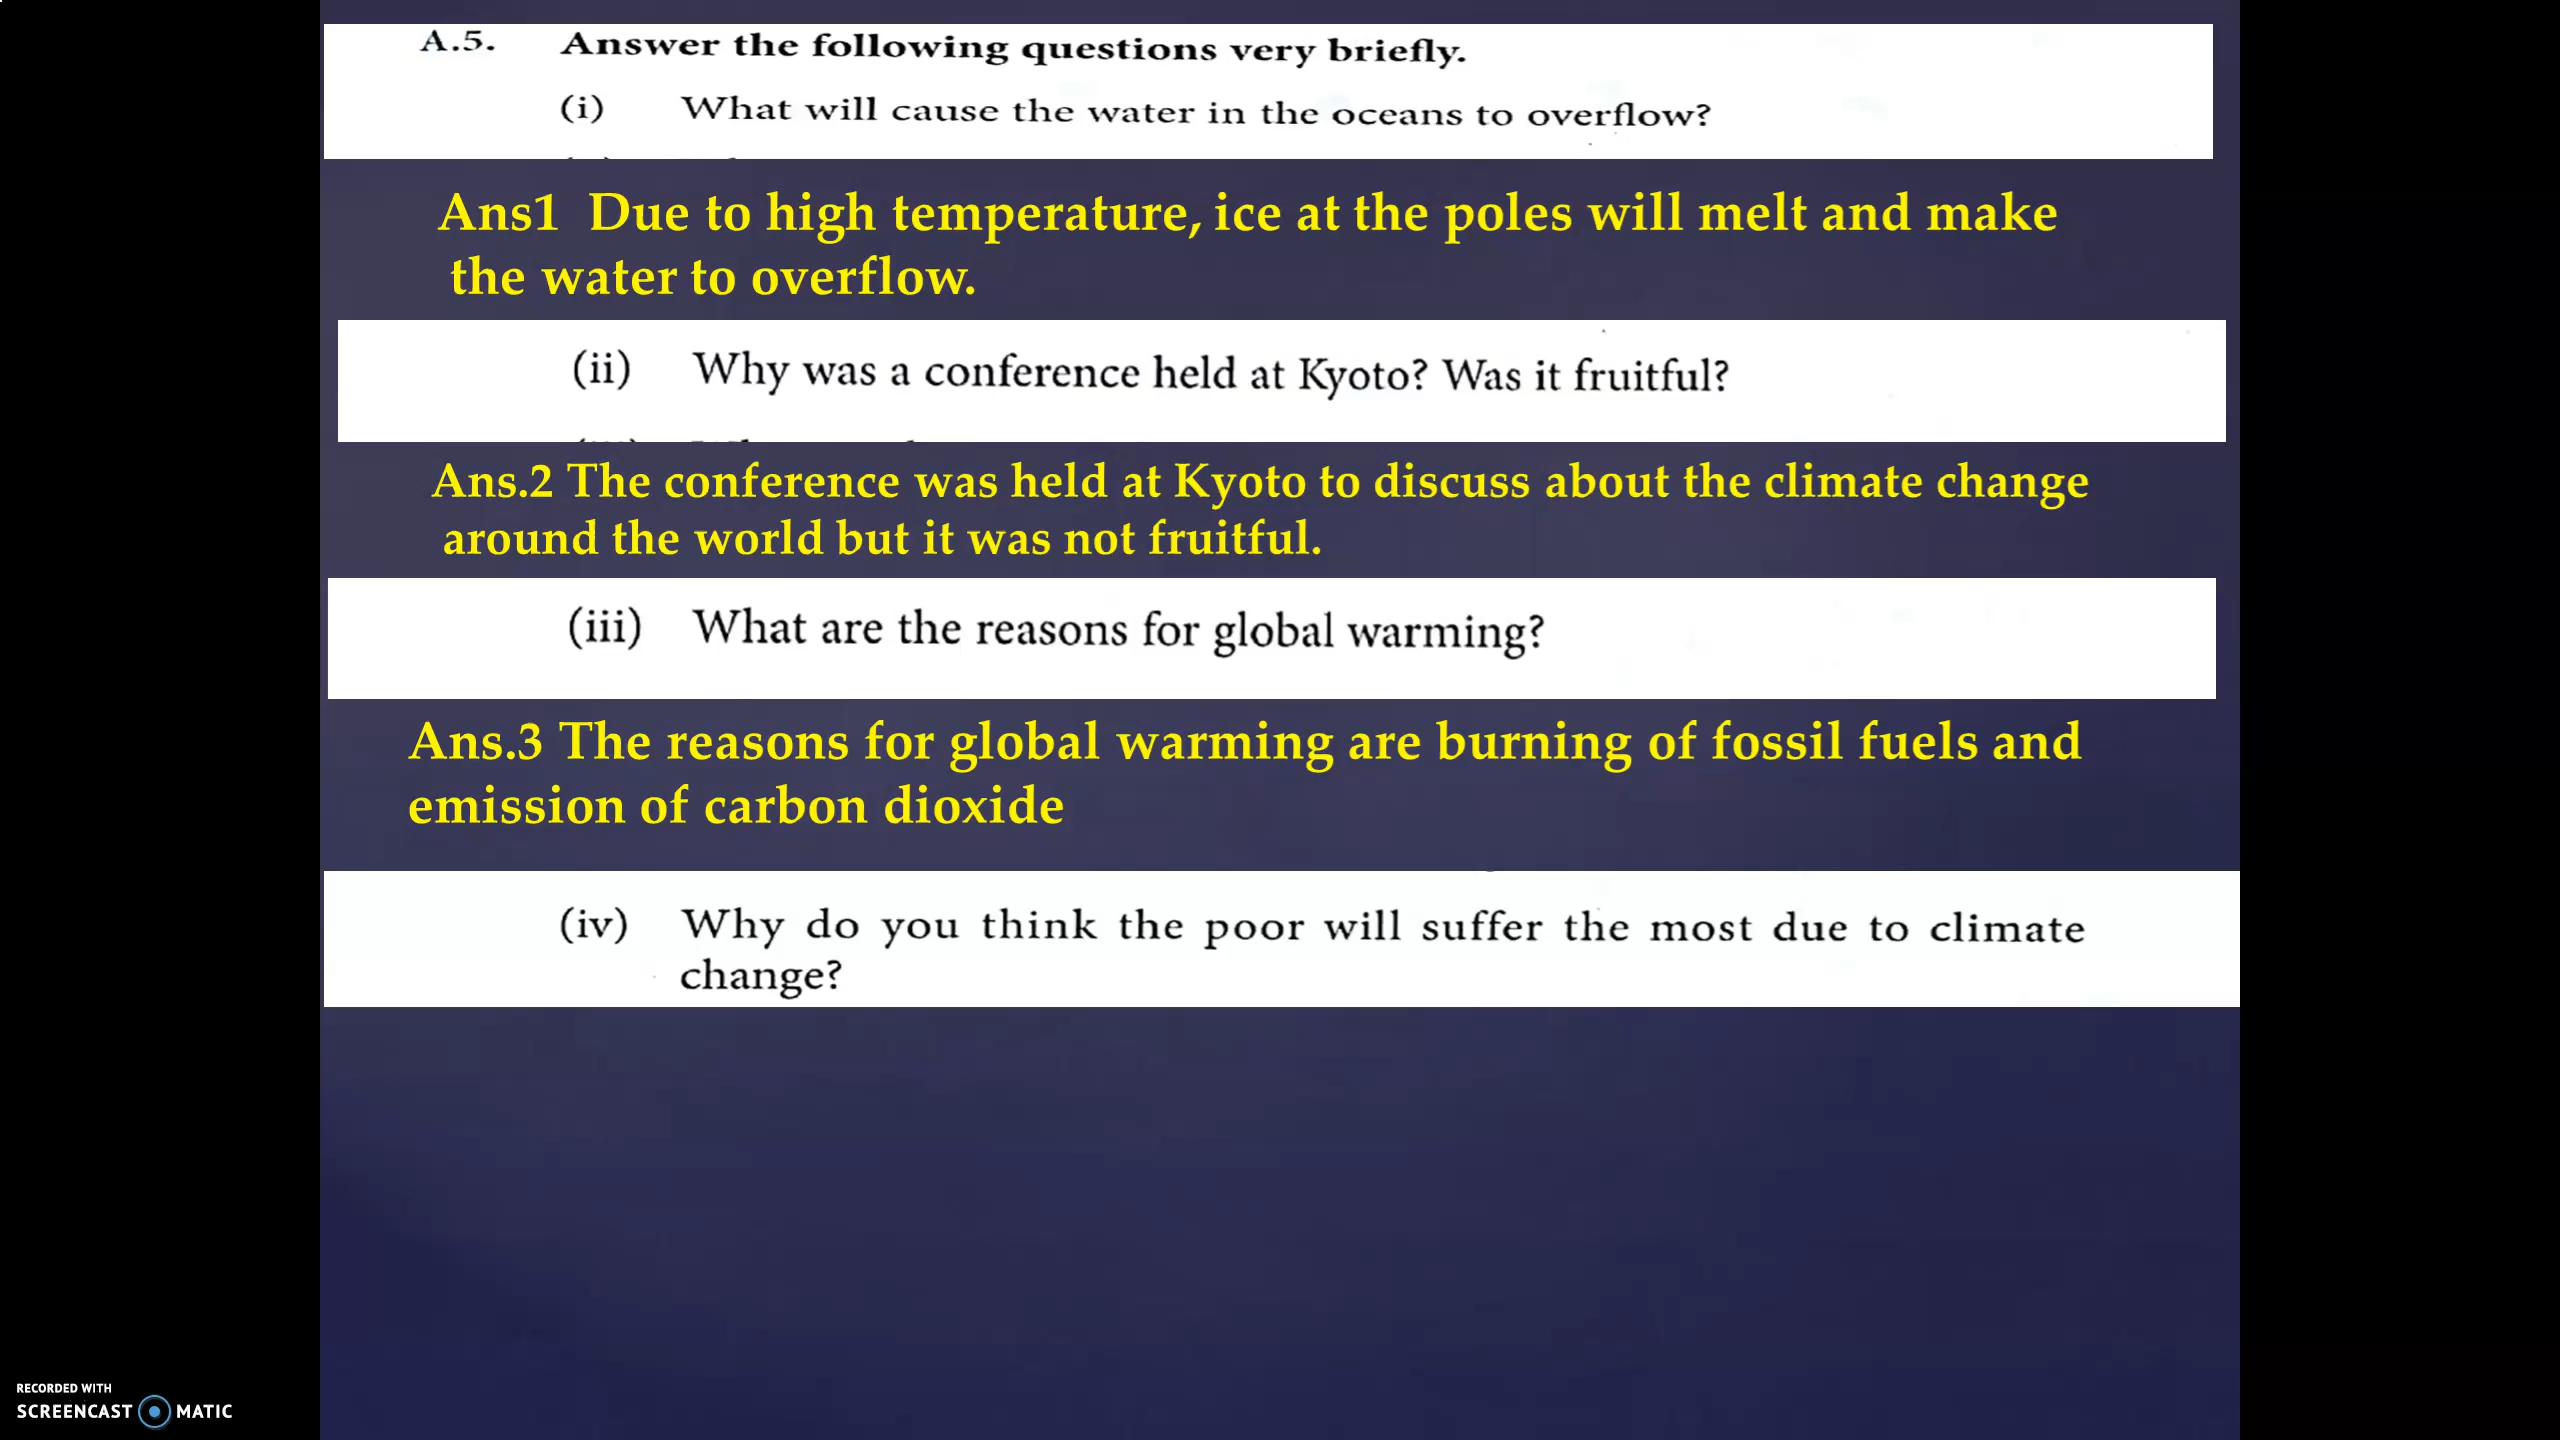 A.5. Answer the following questions very briefly.
(i) What will cause the water in the oceans to overflow?
Ans1 Due to high temperature, ice at the poles will melt and make
the water to overflow.
(ii) Why was a conference held at Kyoto? Was it fruitful?
Ans.2 The conference was held at Kyoto to discuss about the climate change
around the world but it was not fruitful.
(iii) What are the reasons for global warming?
Ans.3 The reasons for global warming are burning of fossil fuels and
emission of carbon dioxide
(iv) Why do you think the poor will suffer the most due to climate
change?
RECORDED WITH
SCREENCAST MATIC